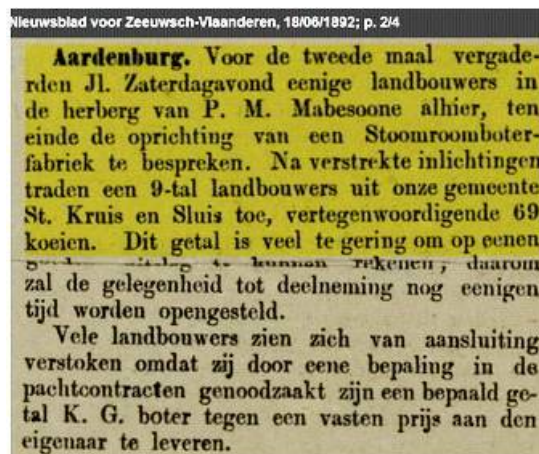 Nieuwsblad voor Zeeuwsch-Vlaanderen, 18/06/1892; p. 2/4
Aardenburg. Voor de tweede maal vergade-
rden Jl. Zaterdagavond eenige landbouwers in
de herberg van P. M. Mabesoone alhier, ten
einde de oprichting van een Stoomroomboter-
fabriek te bespreken. Na verstrekte inlichtingen
traden een 9-tal landbouwers uit onze gemeente
St. Kruis en Sluis toe, vertegenwoordigende 69
koeien. Dit getal is veel te gering om op eenen
te kunnen rekenen, daarom
zal de gelegenheid tot deelneming nog eenigen
tijd worden opengesteld.
Vele landbouwers zien zich van aansluiting
verstoken omdat zij door eene bepaling in de
pachtcontracten genoodzaakt zijn een bepaald ge-
tal K. G. boter tegen een vasten prijs aan den
eigenaar te leveren.